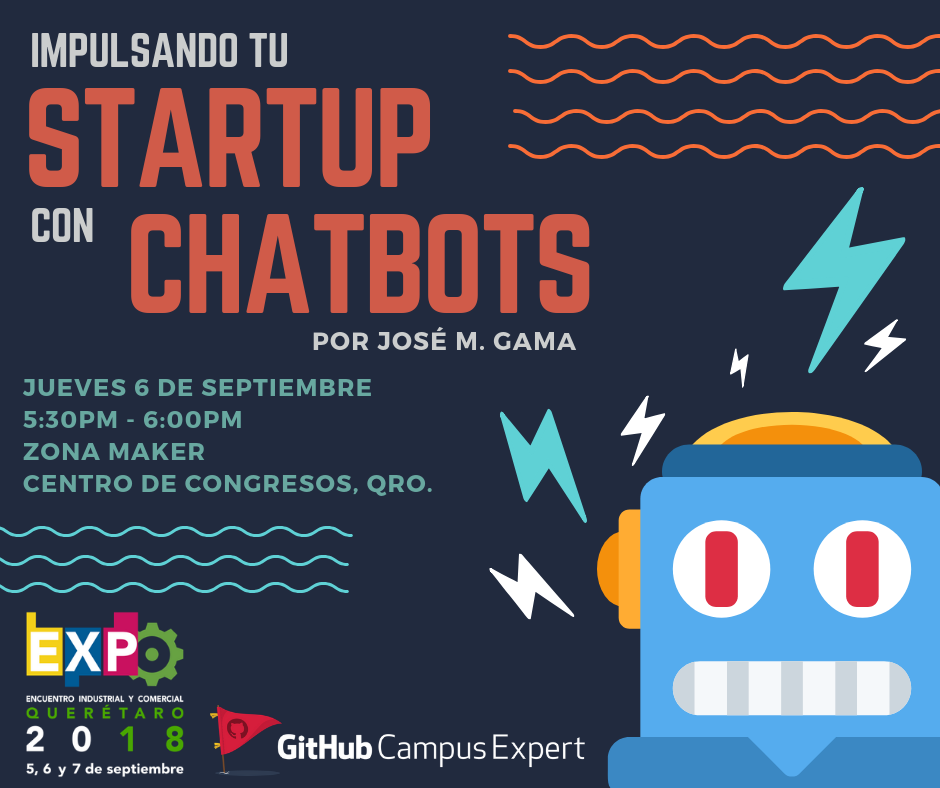 IMPULSANDO TU
STARTUP
CON CHATBOTS
POR JOSÉ M. GAMA
JUEVES 6 DE SEPTIEMBRE
5:30PM - 6:00PM
ZONA MAKER
CENTRO DE CONGRESOS, QRO.
EXPO
ENCUENTRO INDUSTRIAL Y COMERCIAL
QUERÉTARO
2018
5, 6 y 7 de septiembre
GitHub Campus Expert